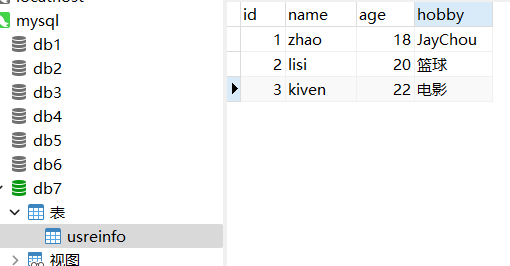 localhost
mysql
db1
db2
db3
db4
db5
db6
db7
表
usreinfo
视图
id name age hobby
1 zhao 18 JayChou
2 lisi 20 篮球
3 kiven 22 电影